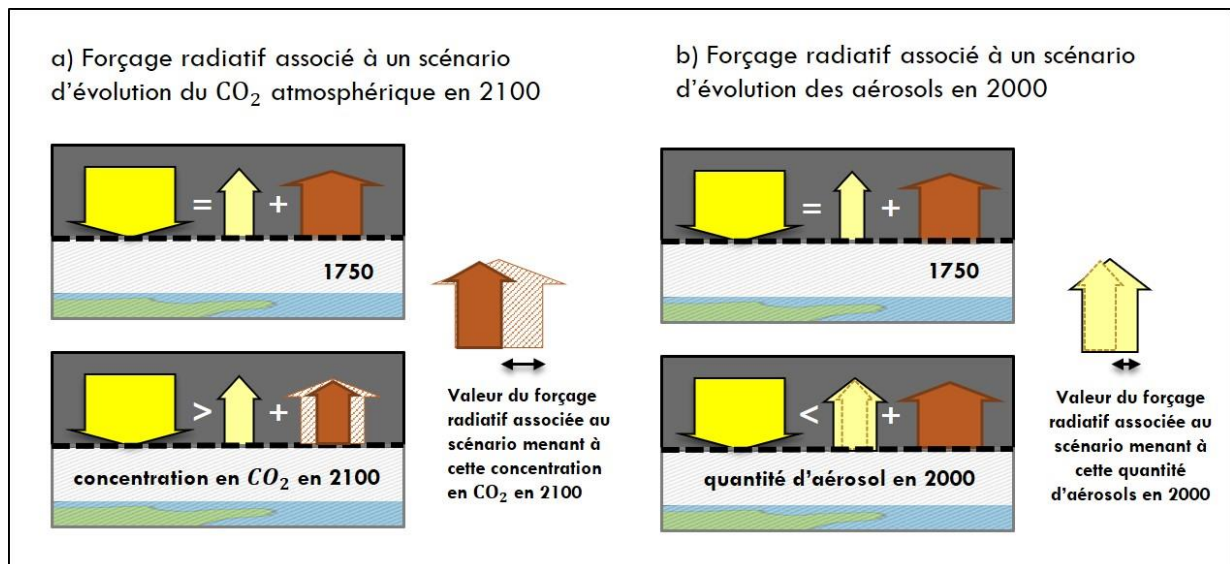 a) Forçage radiatif associé à un scénario
d'évolution du CO₂ atmosphérique en 2100
= +
1750
> +
concentration en CO₂ en 2100
Valeur du forçage
radiatif associée au
scénario menant à
cette concentration
en CO₂ en 2100
b) Forçage radiatif associé à un scénario
d'évolution des aérosols en 2000
= +
1750
< +
quantité d'aérosol en 2000
Valeur du forçage
radiatif associée au
scénario menant à
cette quantité
d'aérosols en 2000